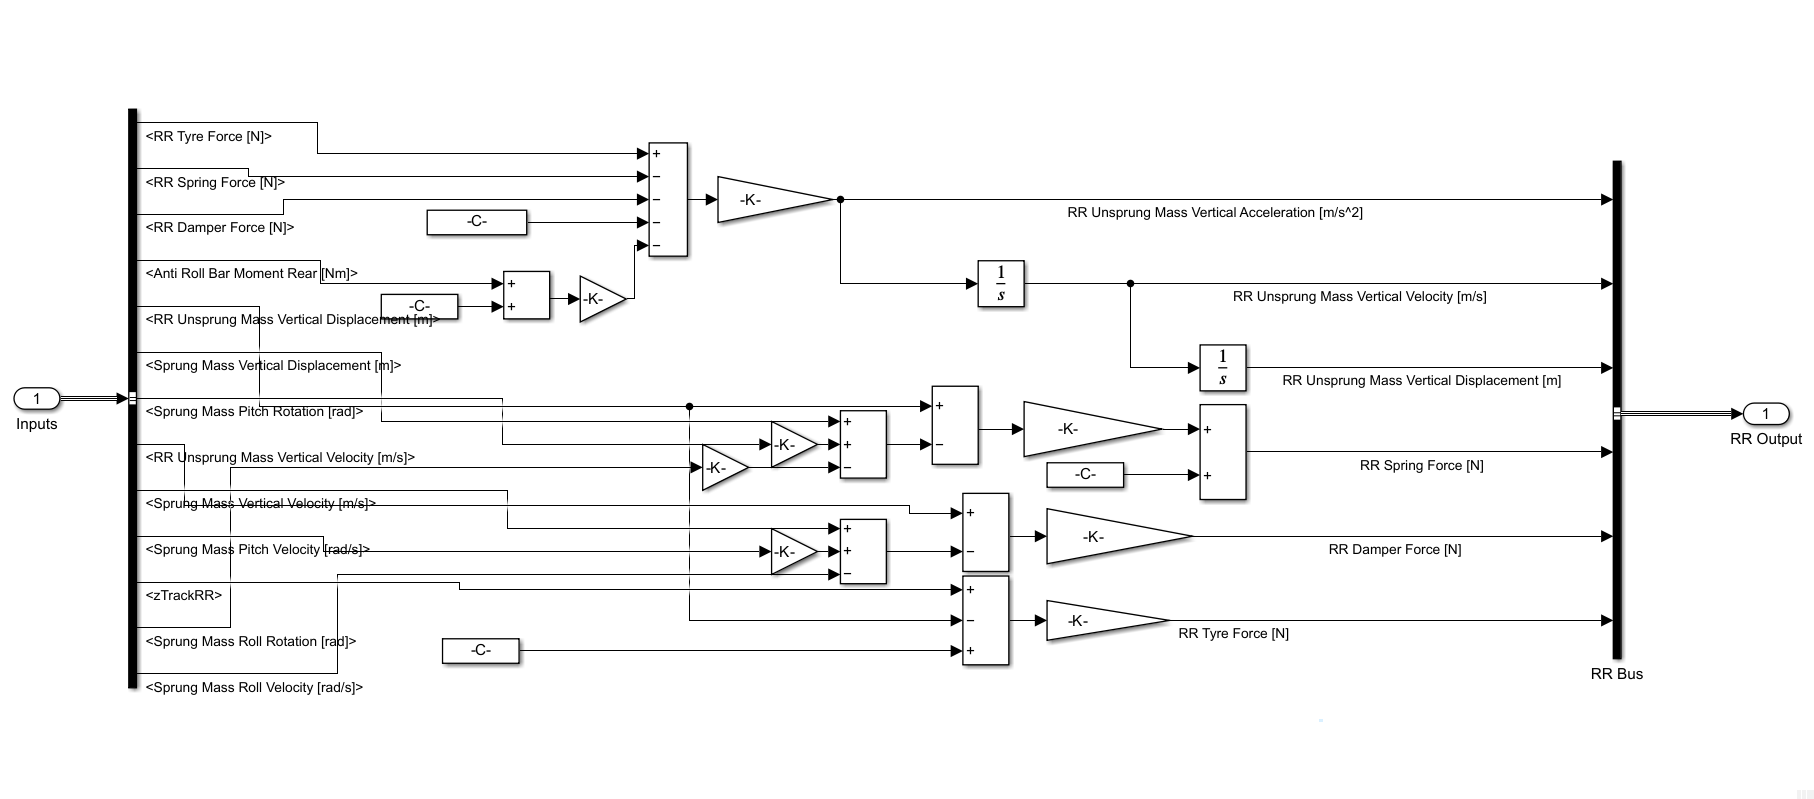 <RR Tyre Force [N]>
+
<RR Spring Force [N]>
−
-K-
−
RR Unsprung Mass Vertical Acceleration [m/s^2]
<RR Damper Force [N]>
-C-
−
−
<Anti Roll Bar Moment Rear [Nm]>
+
-K-
1
s
RR Unsprung Mass Vertical Velocity [m/s]
-C-
+
<RR Unsprung Mass Vertical Displacement [m]>
<Sprung Mass Vertical Displacement [m]>
1
s
RR Unsprung Mass Vertical Displacement [m]
1
Inputs
<Sprung Mass Pitch Rotation [rad]>
+
+
-K-
+
−
-K-
+
1
RR Output
<RR Unsprung Mass Vertical Velocity [m/s]>
-K-
−
-C-
+
RR Spring Force [N]
<Sprung Mass Vertical Velocity [m/s]>
+
+
-K-
RR Damper Force [N]
<Sprung Mass Pitch Velocity [rad/s]>
-K-
+
−
−
<zTrackRR>
+
−
-K-
RR Tyre Force [N]
<Sprung Mass Roll Rotation [rad]>
-C-
+
RR Bus
<Sprung Mass Roll Velocity [rad/s]>